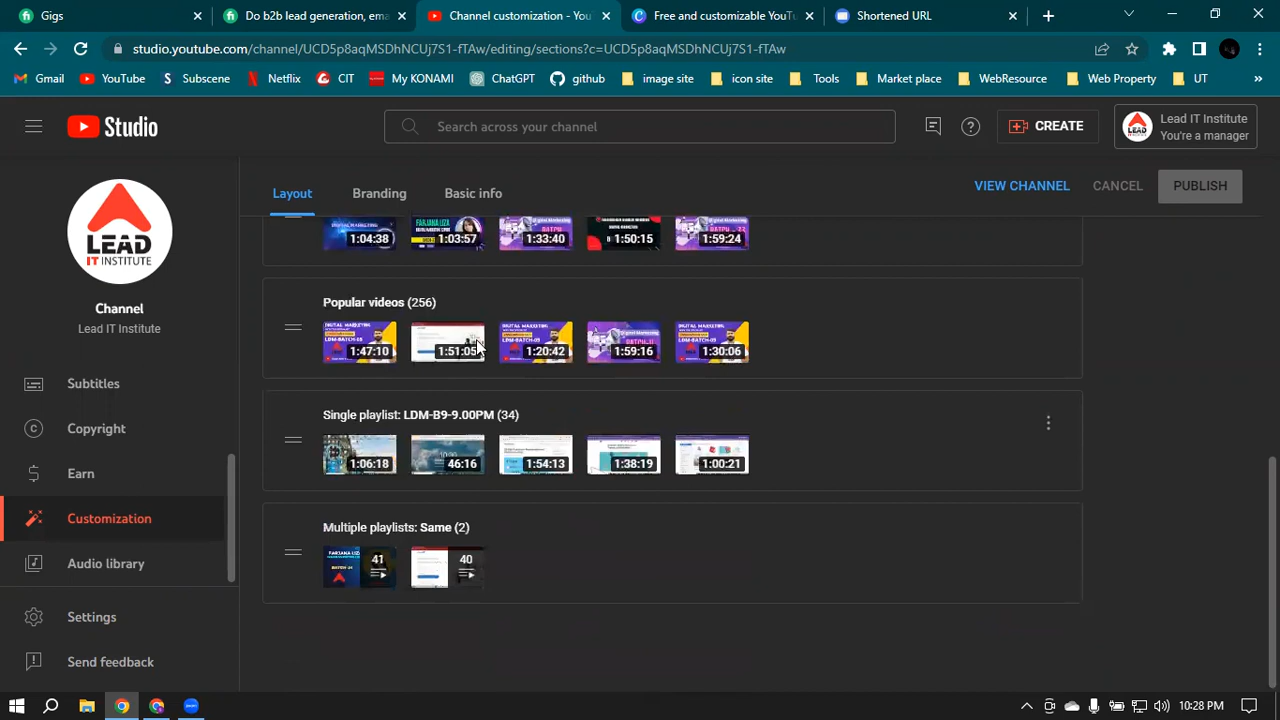 Gigs
Do b2b lead generation, ema
Channel customization - You
Free and customizable YouT
Shortened URL
studio.youtube.com/channel/UCD5p8aqMSDhNCUj7S1-fTAw/editing/sections?c=UCD5p8aqMSDhNCUj7S1-fTAw
Gmail
YouTube
Subscene
Netflix
CIT
My KONAMI
ChatGPT
github
image site
icon site
Tools
Market place
WebResource
Web Property
UT
Studio
Search across your channel
CREATE
Lead IT Institute
You're a manager
LEAD
IT INSTITUTE
Channel
Lead IT Institute
Subtitles
Copyright
Earn
Customization
Audio library
Settings
Send feedback
Layout
Branding
Basic info
VIEW CHANNEL
CANCEL
PUBLISH
1:04:38
1:03:57
1:33:40
1:50:15
1:59:24
Popular videos (256)
1:47:10
1:51:05
1:20:42
1:59:16
1:30:06
Single playlist: LDM-B9-9.00PM (34)
1:06:18
46:16
1:54:13
1:38:19
1:00:21
Multiple playlists: Same (2)
41
40
10:28 PM